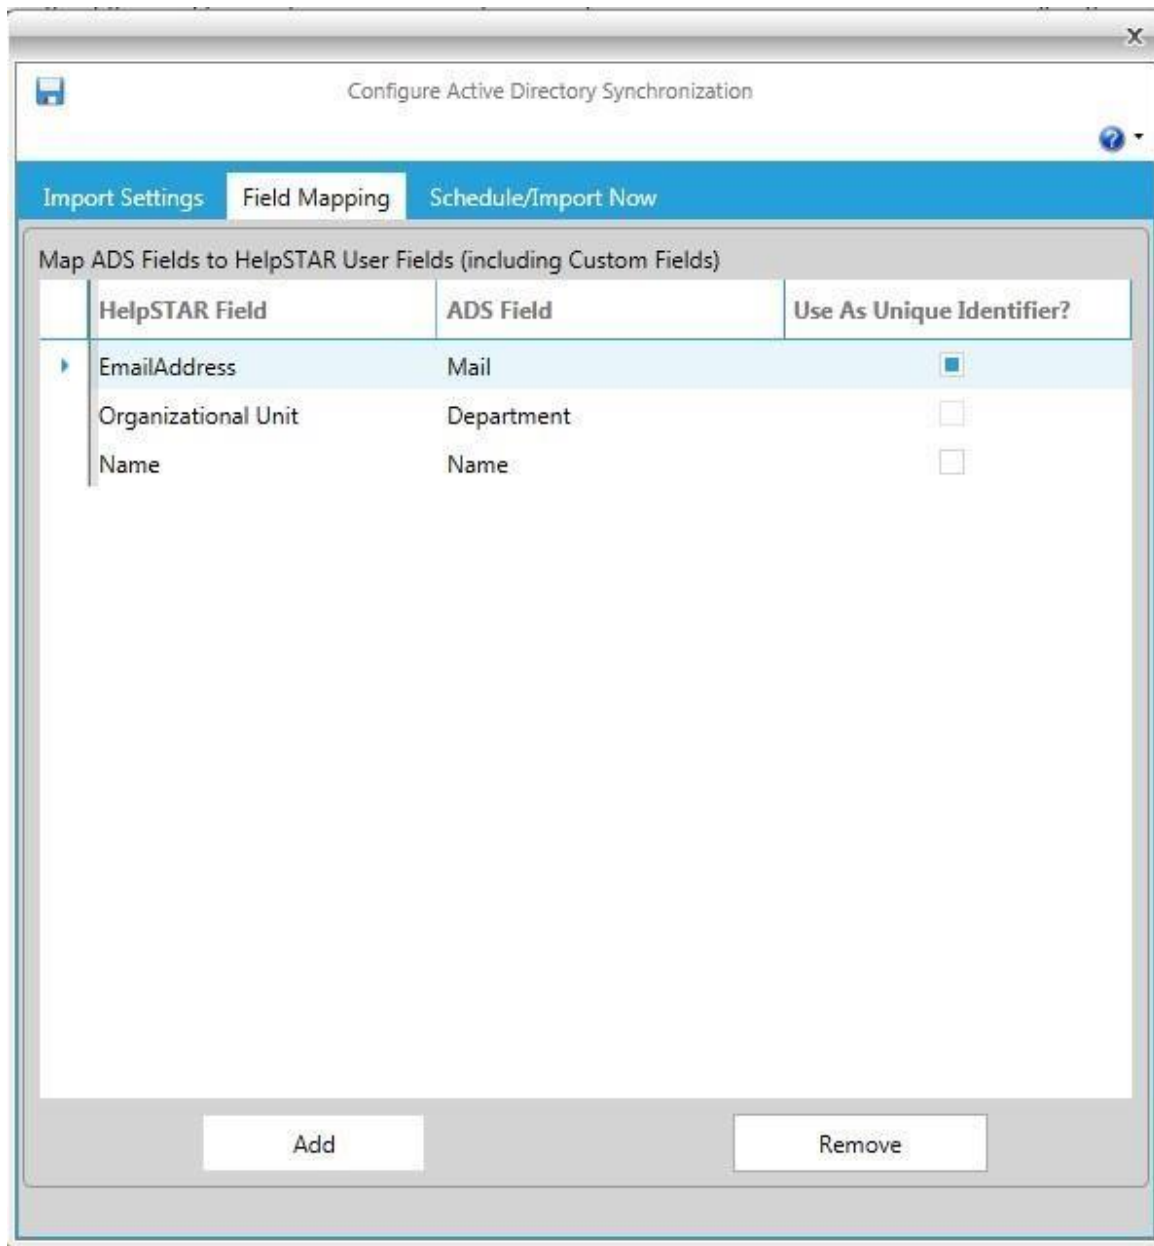 x
Configure Active Directory Synchronization
?
Import Settings Field Mapping Schedule/Import Now
Map ADS Fields to HelpSTAR User Fields (including Custom Fields)
HelpSTAR Field ADS Field Use As Unique Identifier?
EmailAddress Mail
Organizational Unit Department
Name Name
Add Remove